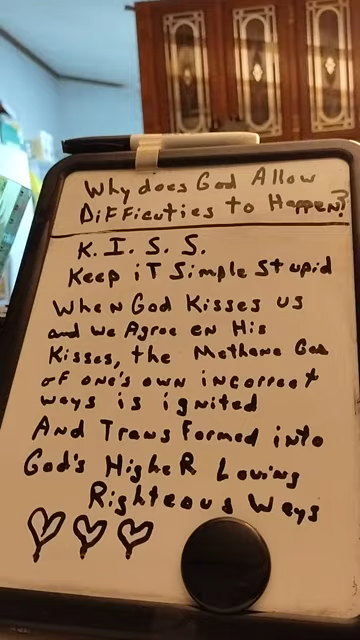 Why does God Allow
Difficuties to Happen?
K. I. S. S.
Keep iT Simple Stupid
When God Kisses us
and we Agree en His
Kisses, the Methane Gas
of one's own incorrect
ways is ignited
And Transformed into
God's Higher Loving
Righteous Ways